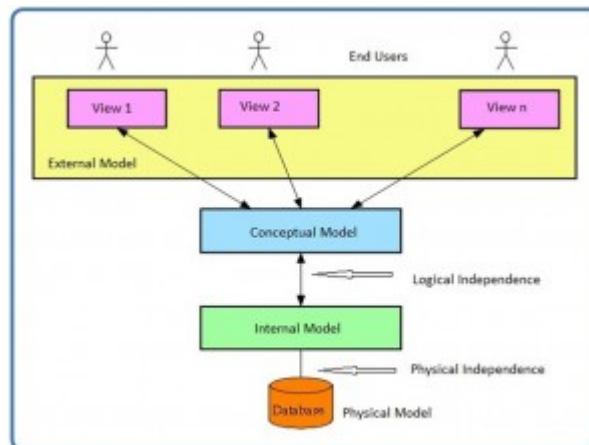 End Users
View 1
View 2
View n
External Model
Conceptual Model
Logical Independence
Internal Model
Physical Independence
Database
Physical Model